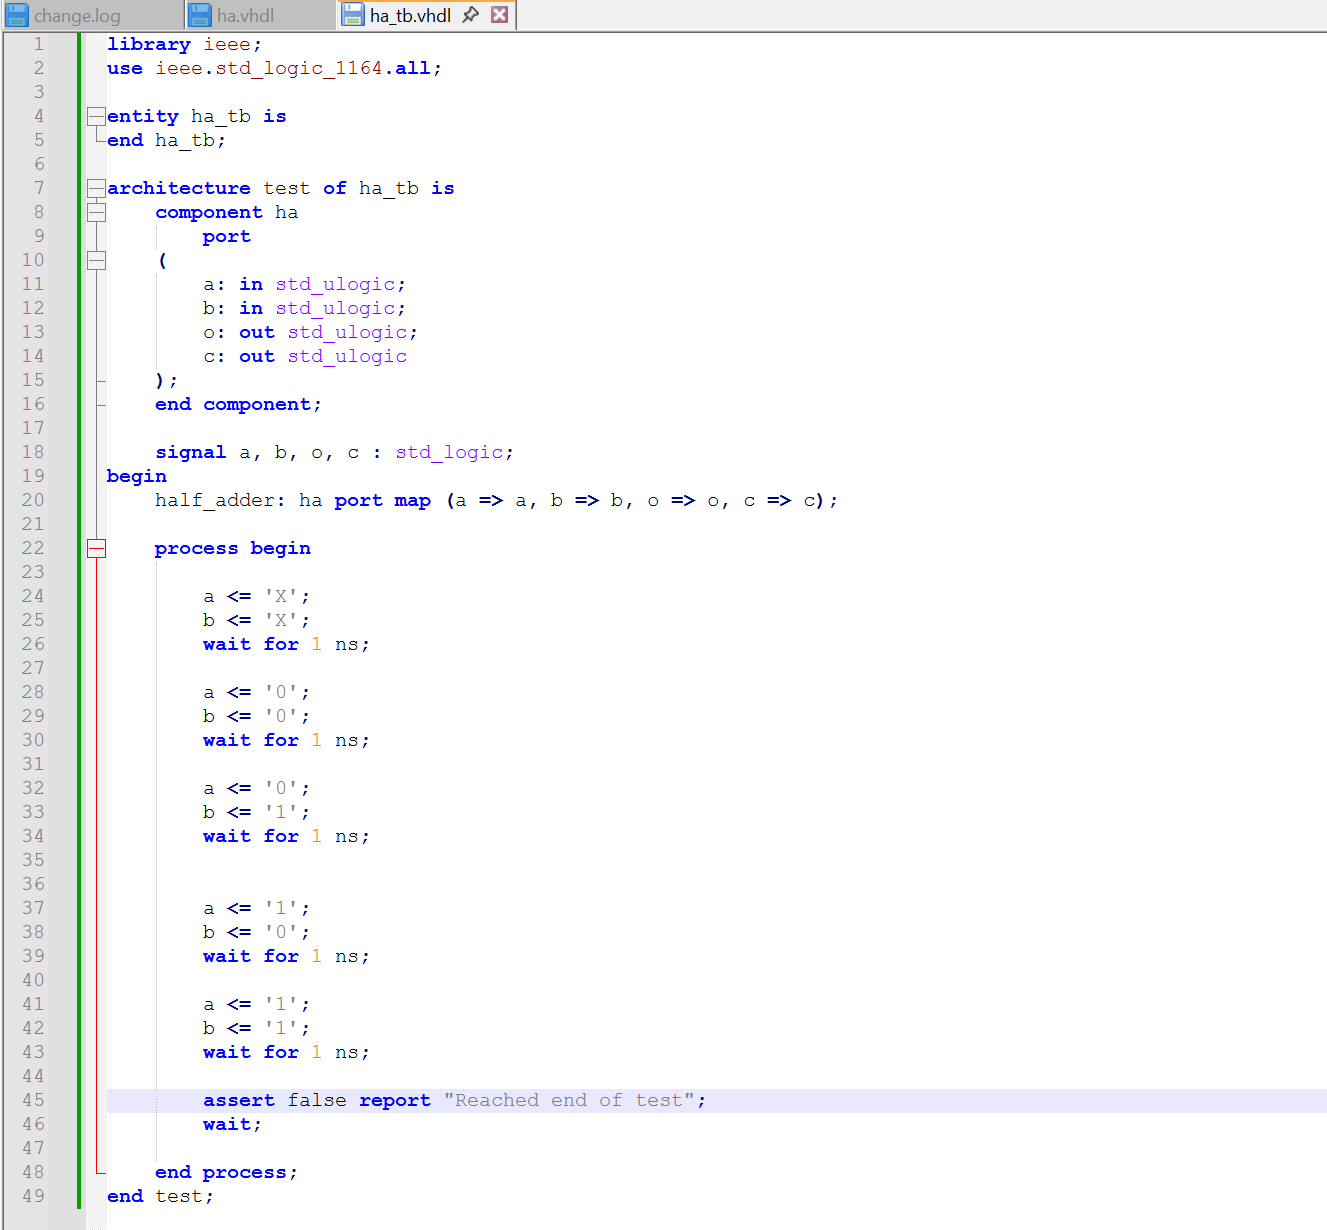 change.log ha.vhdl ha_tb.vhdl
1 library ieee;
2 use ieee.std_logic_1164.all;
3
4 entity ha_tb is
5 end ha_tb;
6
7 architecture test of ha_tb is
8     component ha
9         port
10     (
11         a: in std_ulogic;
12         b: in std_ulogic;
13         o: out std_ulogic;
14         c: out std_ulogic
15     );
16     end component;
17
18     signal a, b, o, c : std_logic;
19 begin
20     half_adder: ha port map (a => a, b => b, o => o, c => c);
21
22     process begin
23
24         a <= 'X';
25         b <= 'X';
26         wait for 1 ns;
27
28         a <= '0';
29         b <= '0';
30         wait for 1 ns;
31
32         a <= '0';
33         b <= '1';
34         wait for 1 ns;
35
36
37         a <= '1';
38         b <= '0';
39         wait for 1 ns;
40
41         a <= '1';
42         b <= '1';
43         wait for 1 ns;
44
45         assert false report "Reached end of test";
46         wait;
47
48     end process;
49 end test;